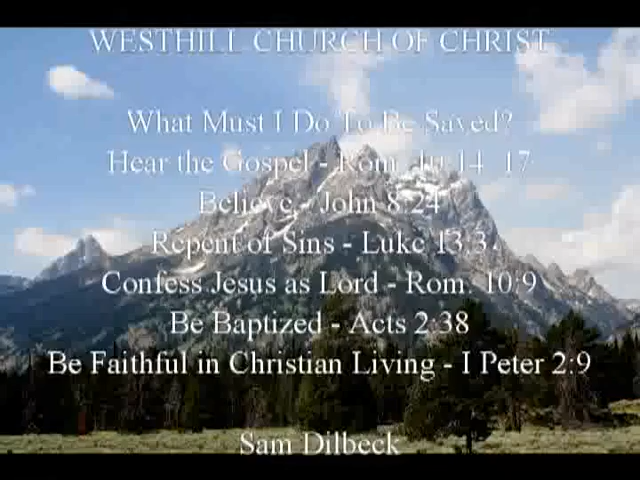 WESTHILL CHURCH OF CHRIST
What Must I Do To Be Saved?
Hear the Gospel - Rom. 10:14, 17
Believe - John 8:24
Repent of Sins - Luke 13:3
Confess Jesus as Lord - Rom. 10:9
Be Baptized - Acts 2:38
Be Faithful in Christian Living - I Peter 2:9
Sam Dilbeck